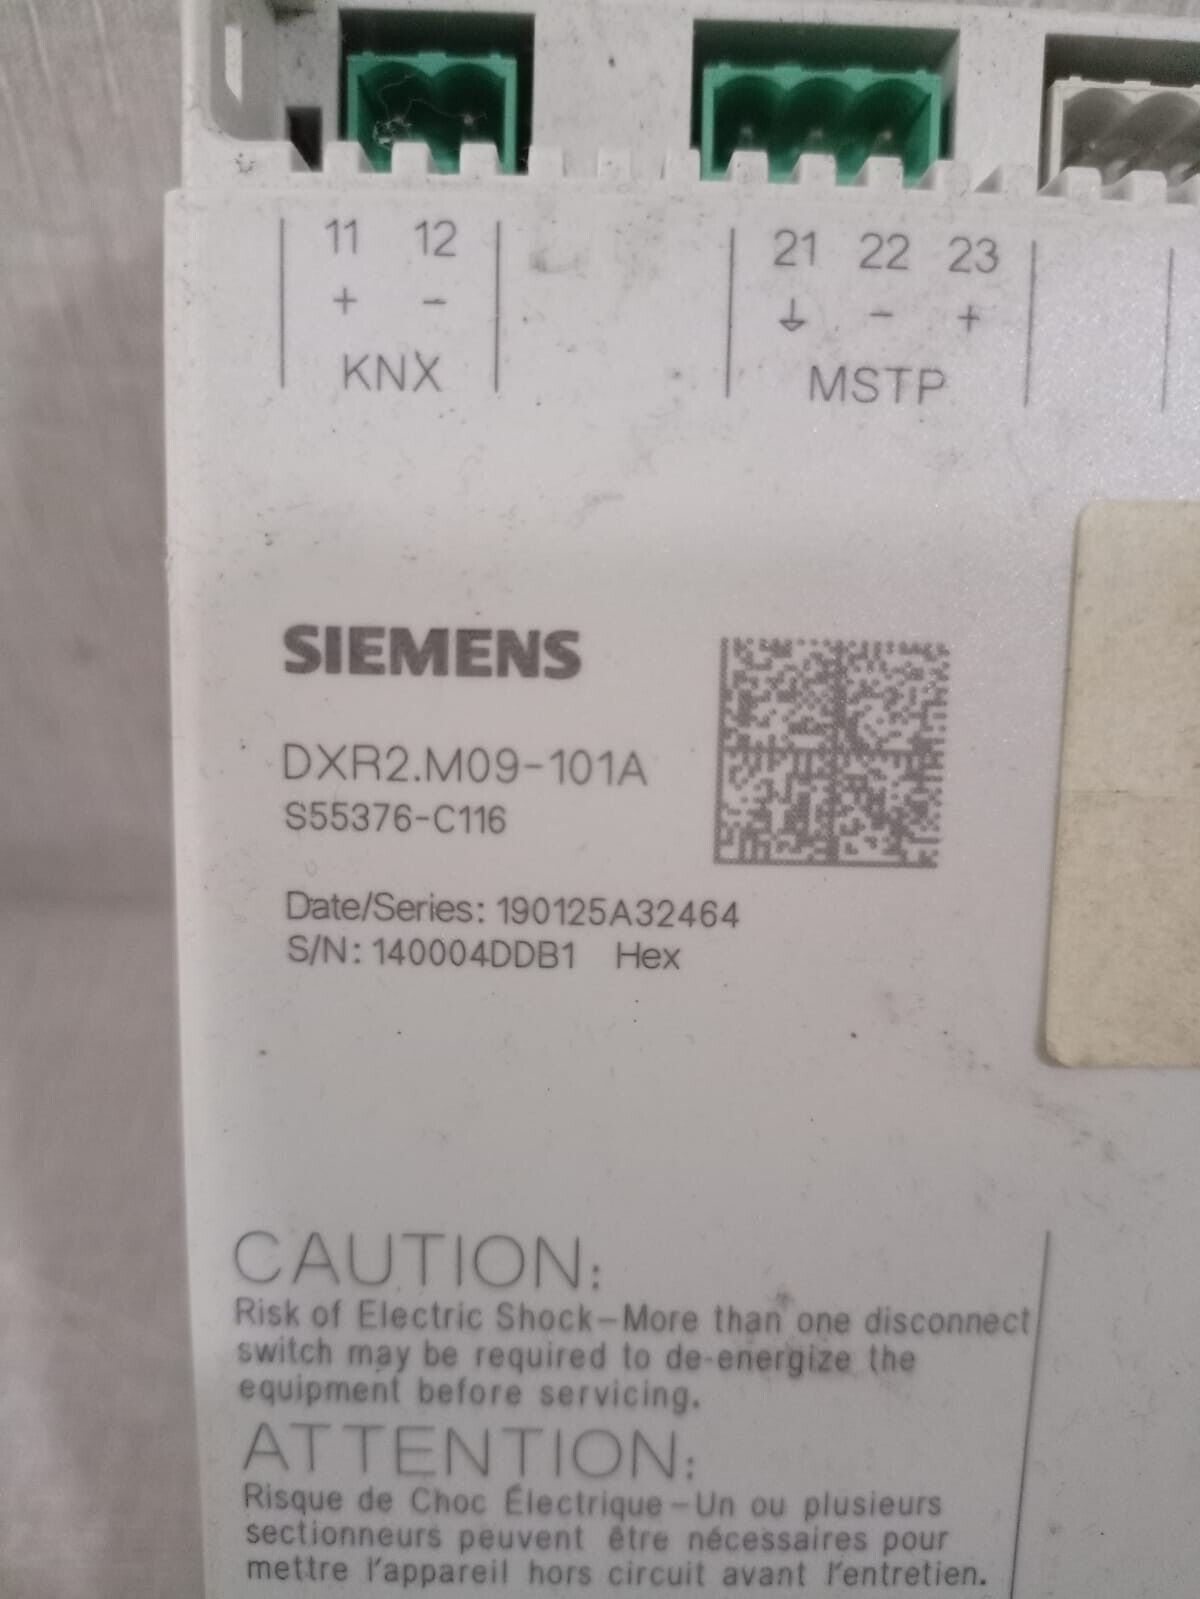 11 12
+ −
KNX
21 22 23
− +
MSTP
SIEMENS
DXR2.M09-101A
S55376-C116
Date/Series: 190125A32464
S/N: 140004DDB1 Hex
CAUTION:
Risk of Electric Shock—More than one disconnect
switch may be required to de-energize the
equipment before servicing.
ATTENTION:
Risque de Choc Électrique—Un ou plusieurs
sectionneurs peuvent être nécessaires pour
mettre l'appareil hors circuit avant l'entretien.